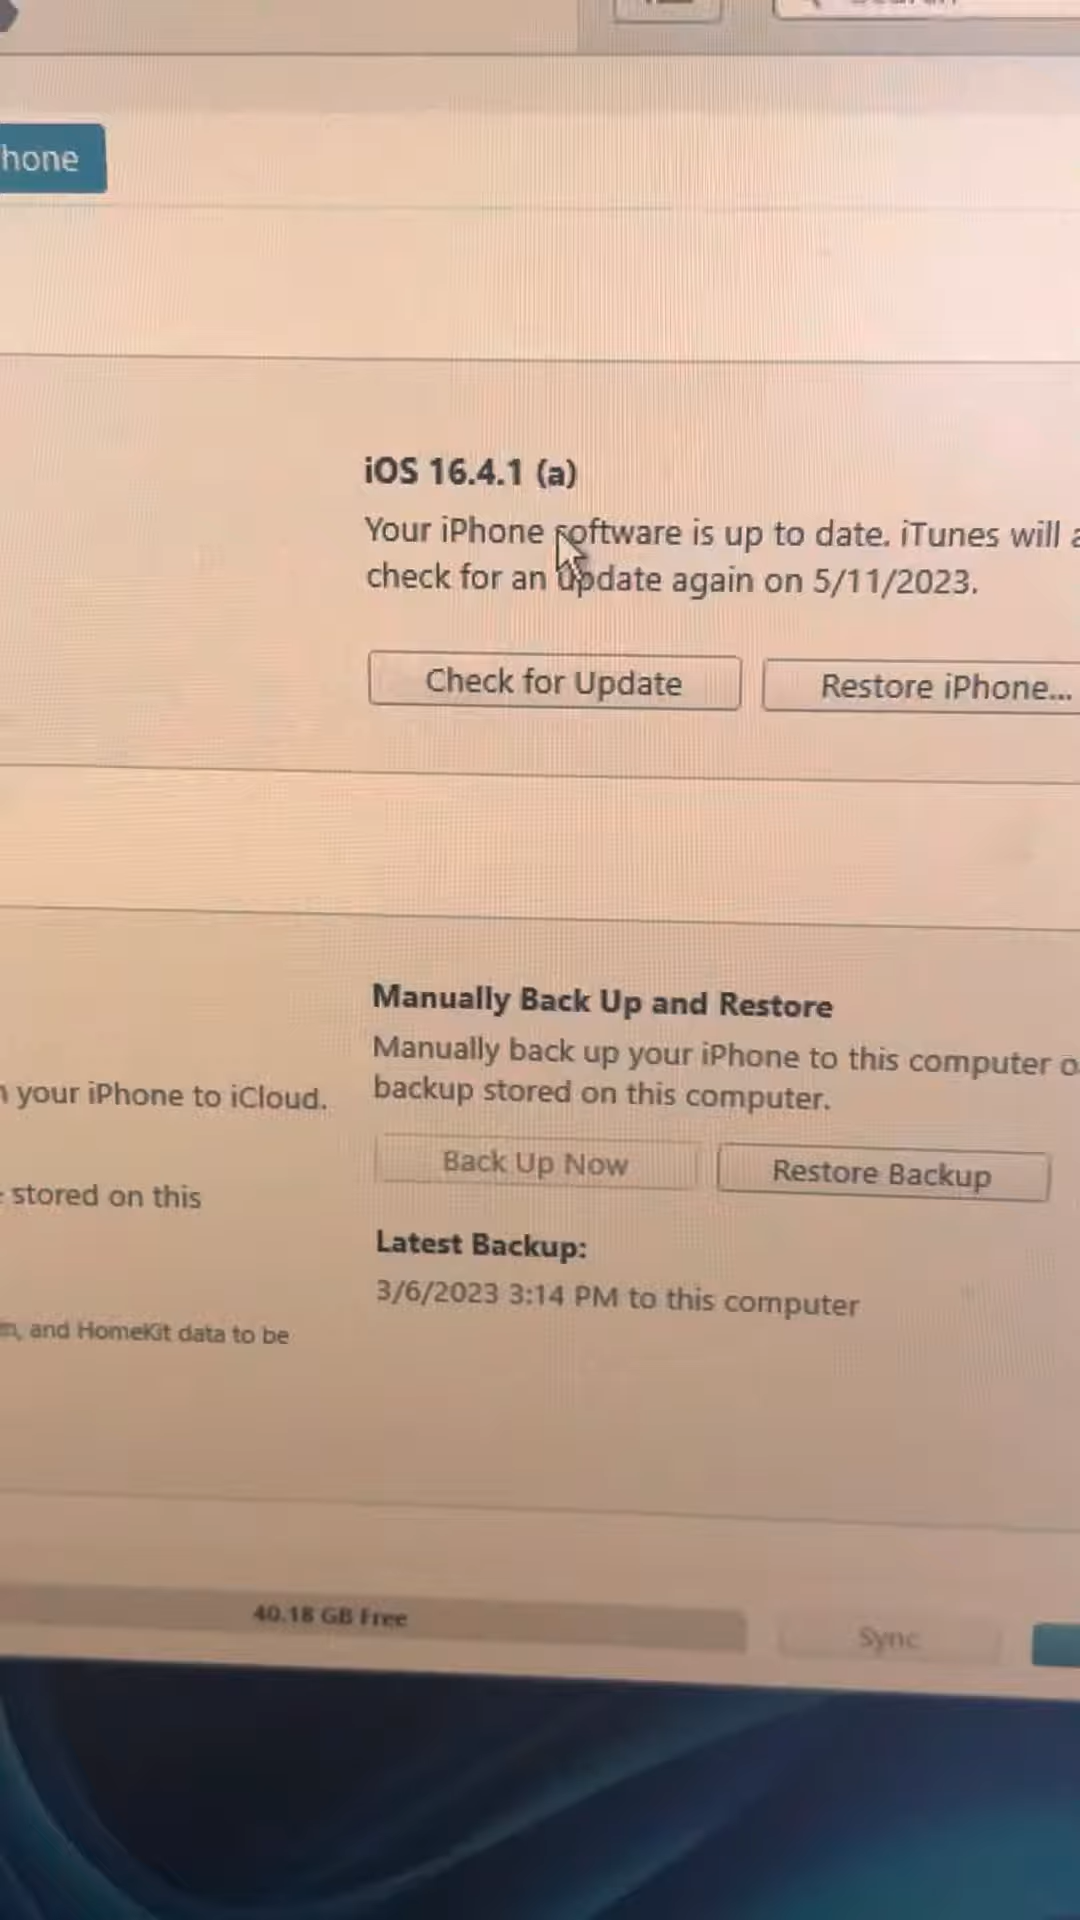 hone
iOS 16.4.1 (a)
Your iPhone software is up to date. iTunes will a
check for an update again on 5/11/2023.
Check for Update
Restore iPhone...
Manually Back Up and Restore
Manually back up your iPhone to this computer o
backup stored on this computer.
your iPhone to iCloud.
Back Up Now
Restore Backup
stored on this
Latest Backup:
3/6/2023 3:14 PM to this computer
and HomeKit data to be
40.18 GB Free
Sync